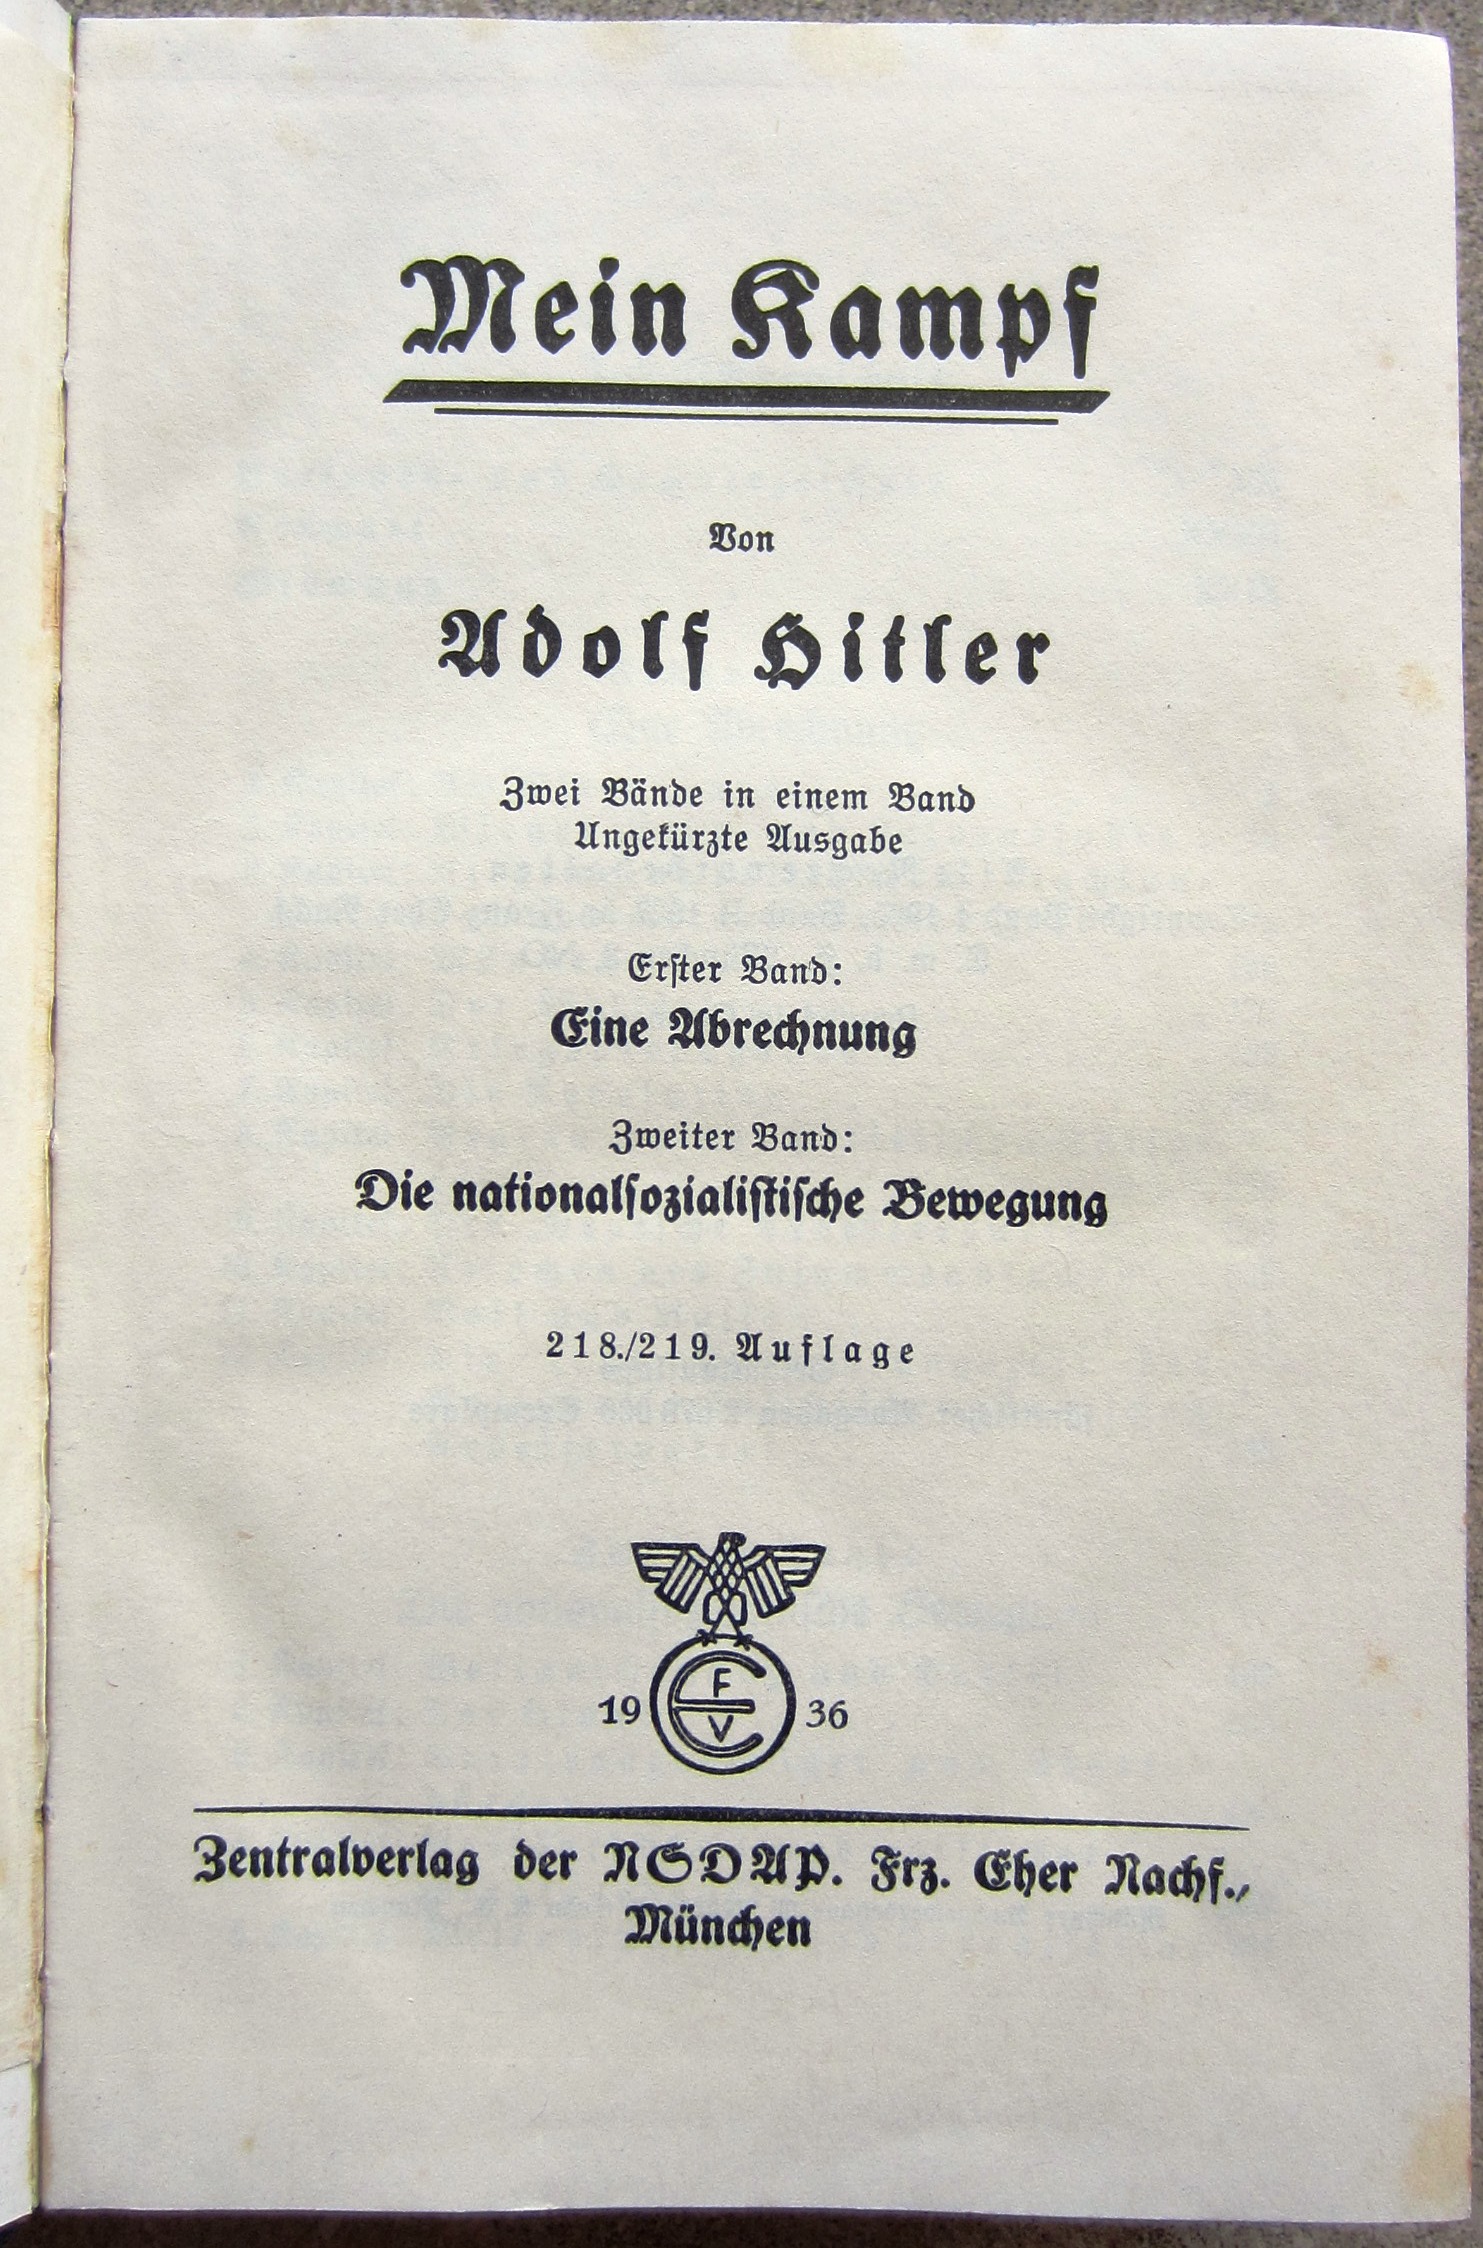 Mein Kampf
Von
Adolf Hitler
Zwei Bände in einem Band
Ungekürzte Ausgabe
Erſter Band:
Eine Abrechnung
Zweiter Band:
Die nationalſozialiſtiſche Bewegung
218./219. Auflage
F
19 E 36
V
Zentralverlag der NSDAP. Frz. Eher Nachf.,
München